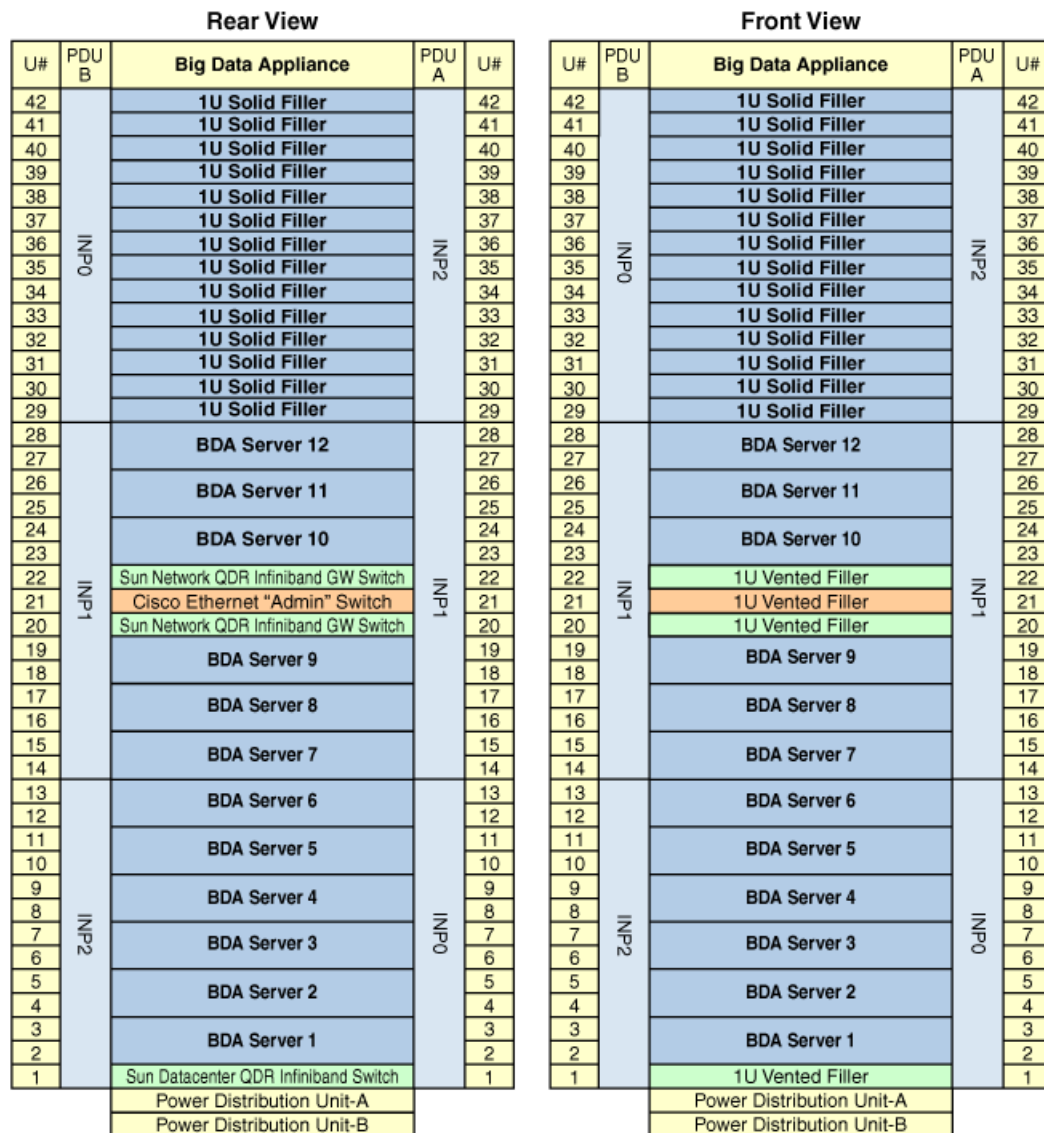 Rear View
U# PDU B Big Data Appliance PDU A U#
42 1U Solid Filler 42
41 1U Solid Filler 41
40 1U Solid Filler 40
39 1U Solid Filler 39
38 1U Solid Filler 38
37 1U Solid Filler 37
36 1U Solid Filler 36
35 1U Solid Filler 35
34 1U Solid Filler 34
33 1U Solid Filler 33
32 1U Solid Filler 32
31 1U Solid Filler 31
30 1U Solid Filler 30
29 1U Solid Filler 29
INP0
INP2
28 BDA Server 12 28
27 27
26 BDA Server 11 26
25 25
24 BDA Server 10 24
23 23
22 Sun Network QDR Infiniband GW Switch 22
21 Cisco Ethernet "Admin" Switch 21
20 Sun Network QDR Infiniband GW Switch 20
19 BDA Server 9 19
18 18
17 BDA Server 8 17
16 16
15 BDA Server 7 15
14 14
INP1
INP1
13 BDA Server 6 13
12 12
11 BDA Server 5 11
10 10
9 BDA Server 4 9
8 8
7 BDA Server 3 7
6 6
5 BDA Server 2 5
4 4
3 BDA Server 1 3
2 2
1 Sun Datacenter QDR Infiniband Switch 1
INP2
INP0
Power Distribution Unit-A
Power Distribution Unit-B
Front View
U# PDU B Big Data Appliance PDU A U#
42 1U Solid Filler 42
41 1U Solid Filler 41
40 1U Solid Filler 40
39 1U Solid Filler 39
38 1U Solid Filler 38
37 1U Solid Filler 37
36 1U Solid Filler 36
35 1U Solid Filler 35
34 1U Solid Filler 34
33 1U Solid Filler 33
32 1U Solid Filler 32
31 1U Solid Filler 31
30 1U Solid Filler 30
29 1U Solid Filler 29
INP0
INP2
28 BDA Server 12 28
27 27
26 BDA Server 11 26
25 25
24 BDA Server 10 24
23 23
22 1U Vented Filler 22
21 1U Vented Filler 21
20 1U Vented Filler 20
19 BDA Server 9 19
18 18
17 BDA Server 8 17
16 16
15 BDA Server 7 15
14 14
INP1
INP1
13 BDA Server 6 13
12 12
11 BDA Server 5 11
10 10
9 BDA Server 4 9
8 8
7 BDA Server 3 7
6 6
5 BDA Server 2 5
4 4
3 BDA Server 1 3
2 2
1 1U Vented Filler 1
INP2
INP0
Power Distribution Unit-A
Power Distribution Unit-B